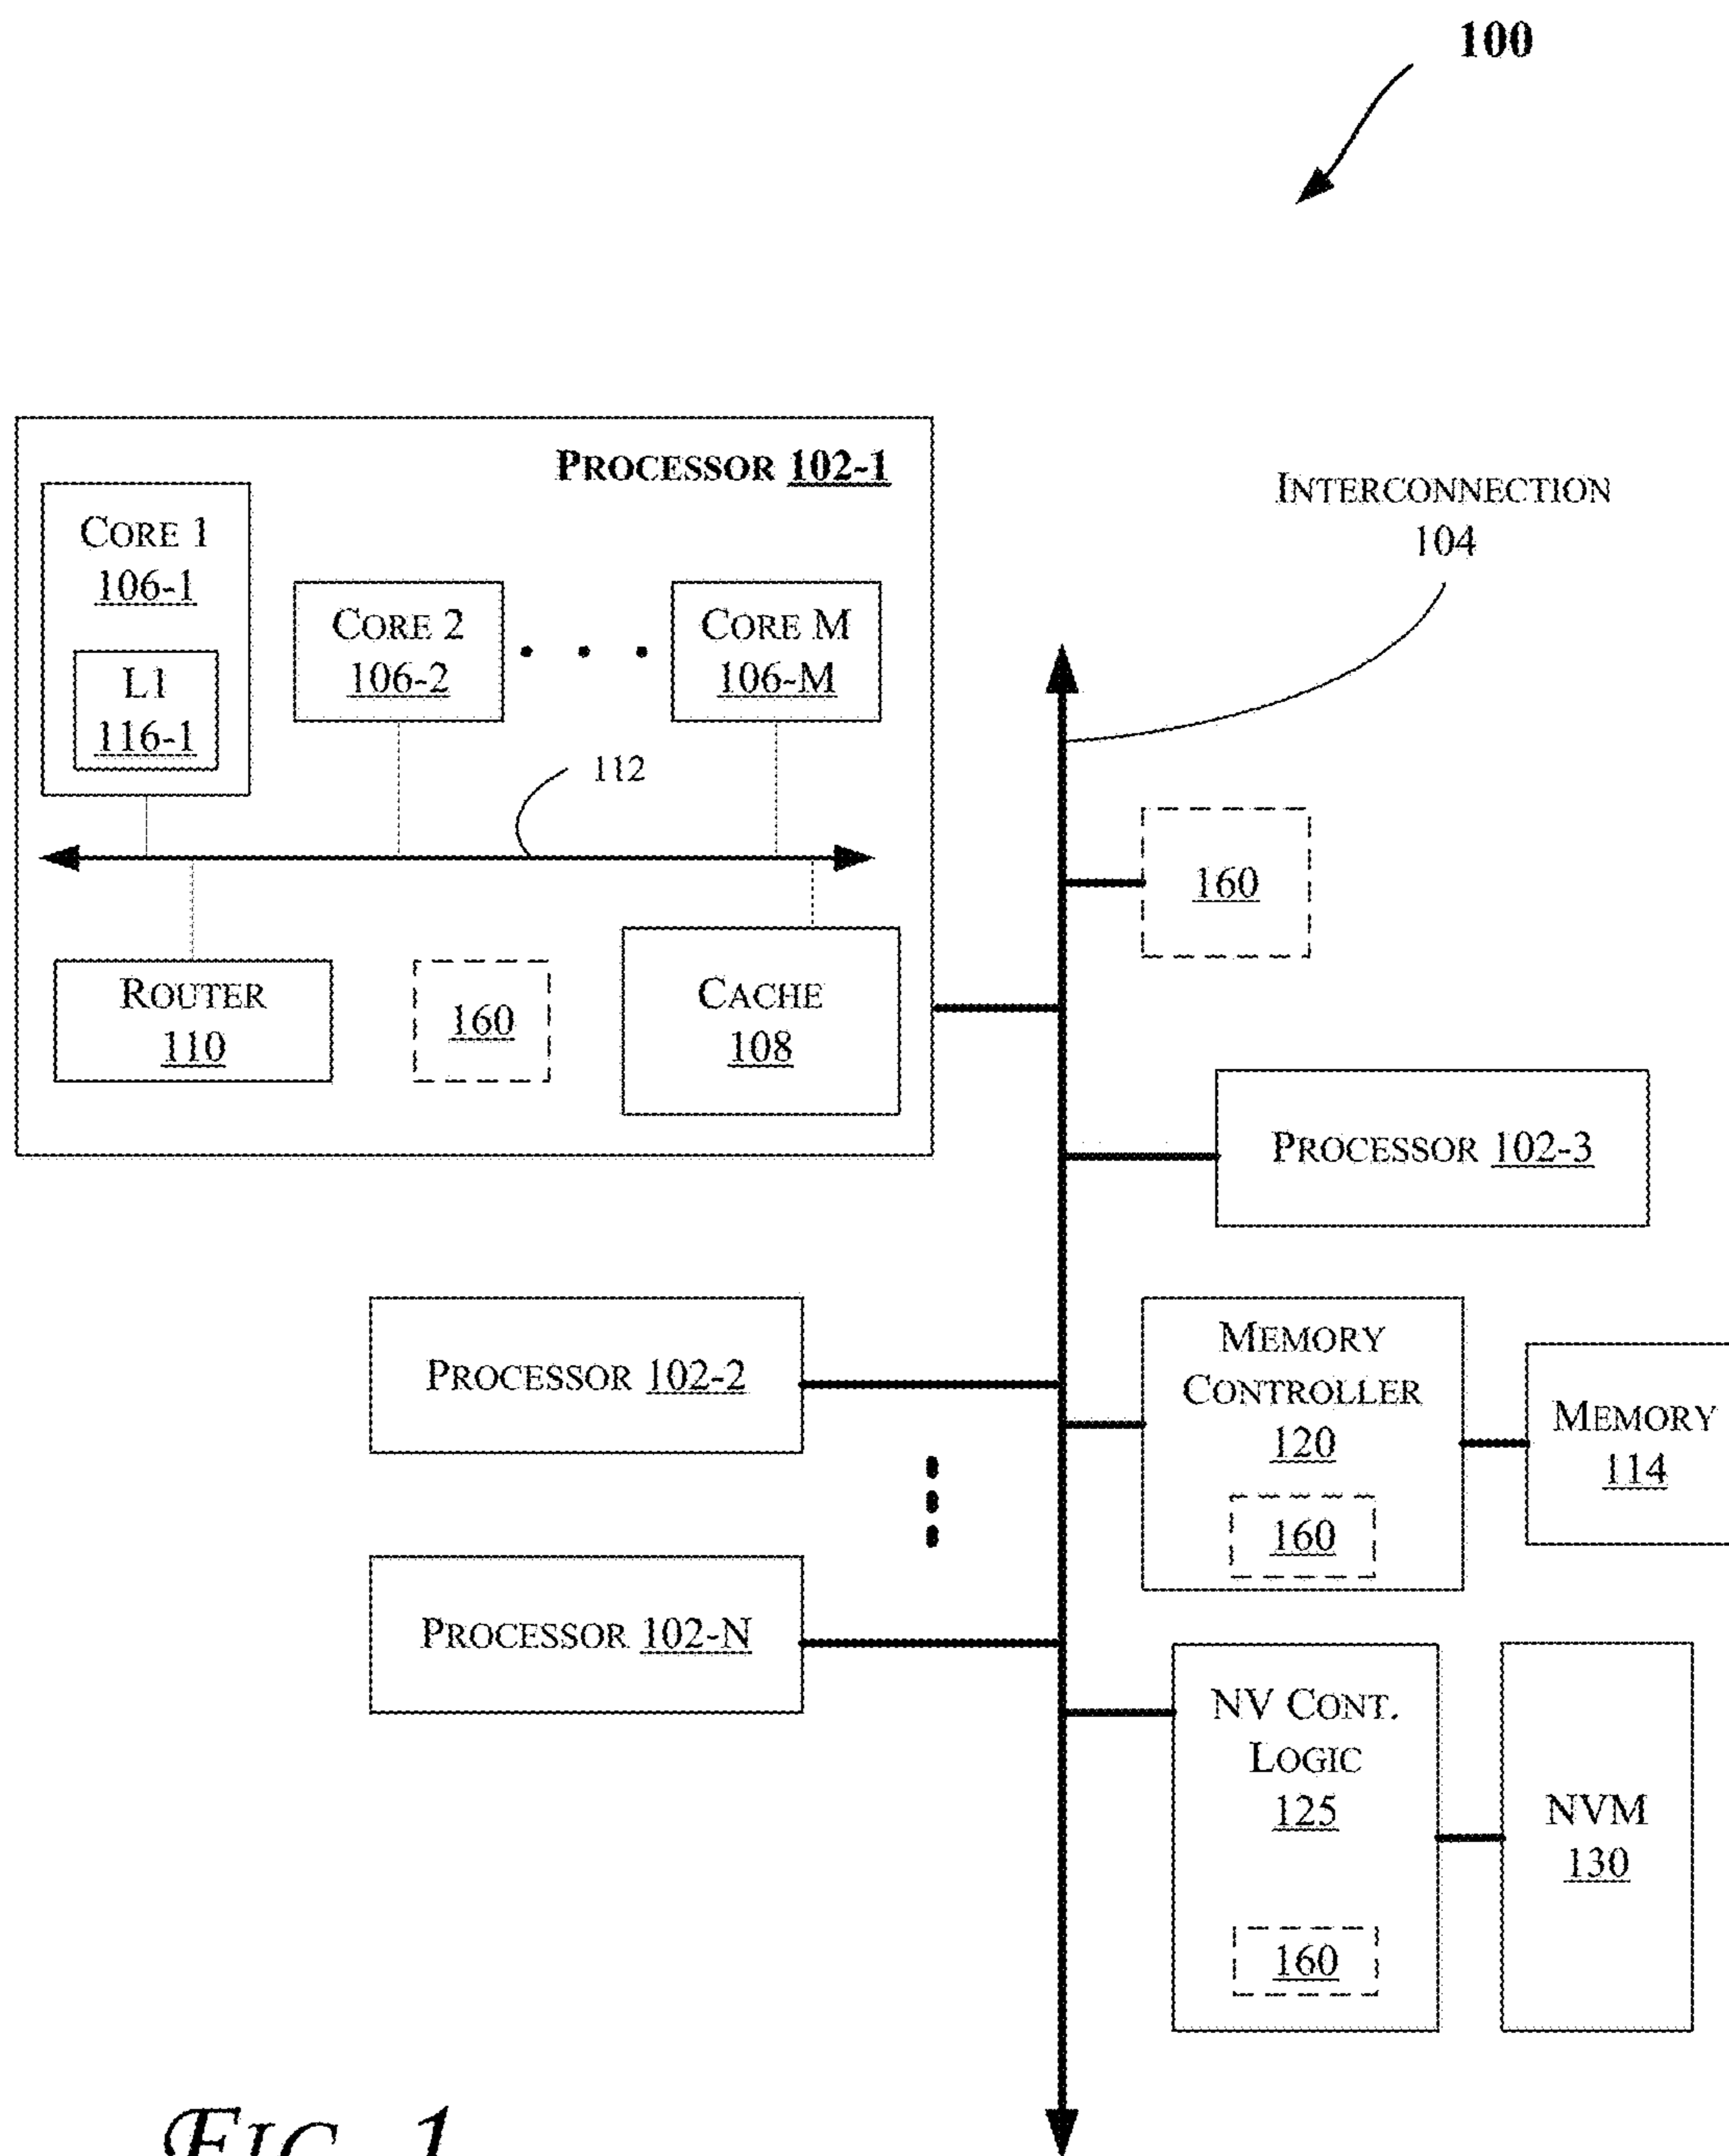 100
PROCESSOR 102-1
INTERCONNECTION
104
CORE 1
106-1
L1
116-1
CORE 2
106-2
CORE M
106-M
112
160
ROUTER
110
160
CACHE
108
PROCESSOR 102-3
PROCESSOR 102-2
MEMORY
CONTROLLER
120
160
MEMORY
114
PROCESSOR 102-N
NV CONT.
LOGIC
125
160
NVM
130
FIG. 1